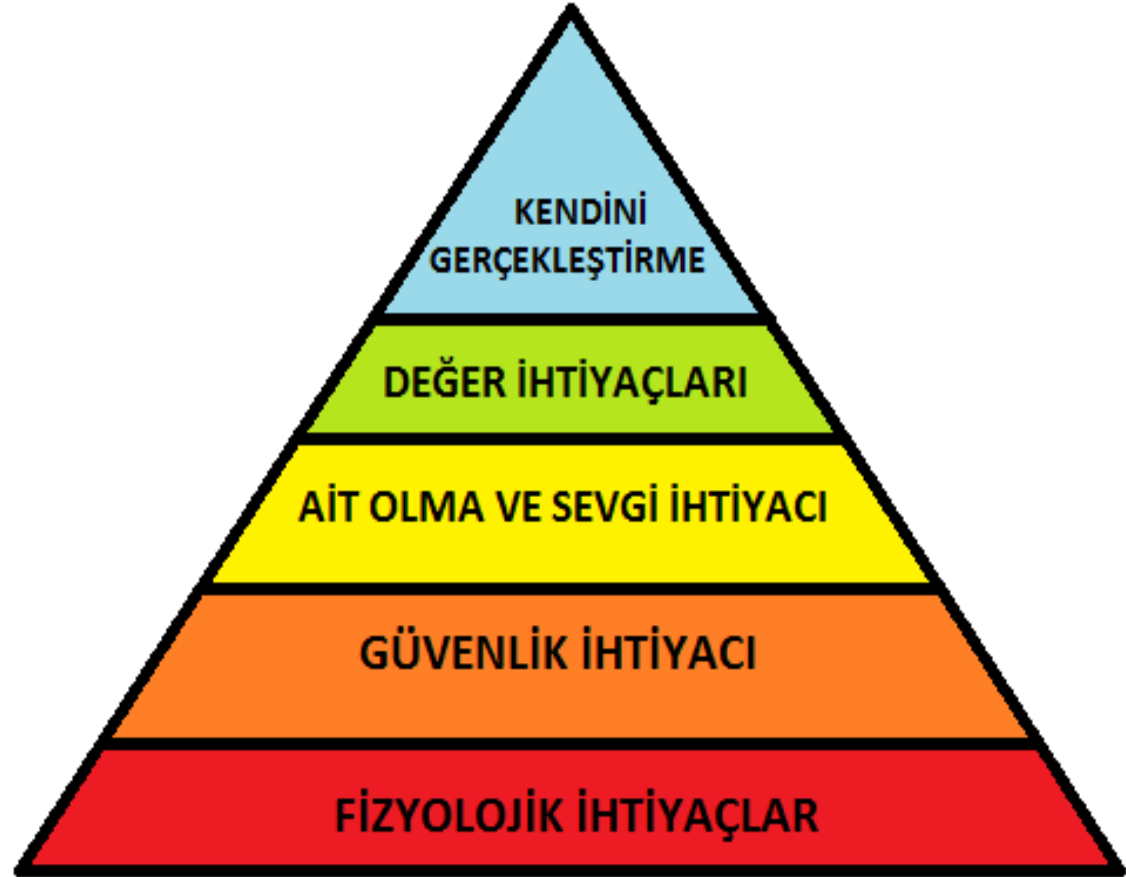 KENDİNİ
GERÇEKLEŞTİRME
DEĞER İHTİYAÇLARI
AİT OLMA VE SEVGİ İHTİYACI
GÜVENLİK İHTİYACI
FİZYOLOJİK İHTİYAÇLAR